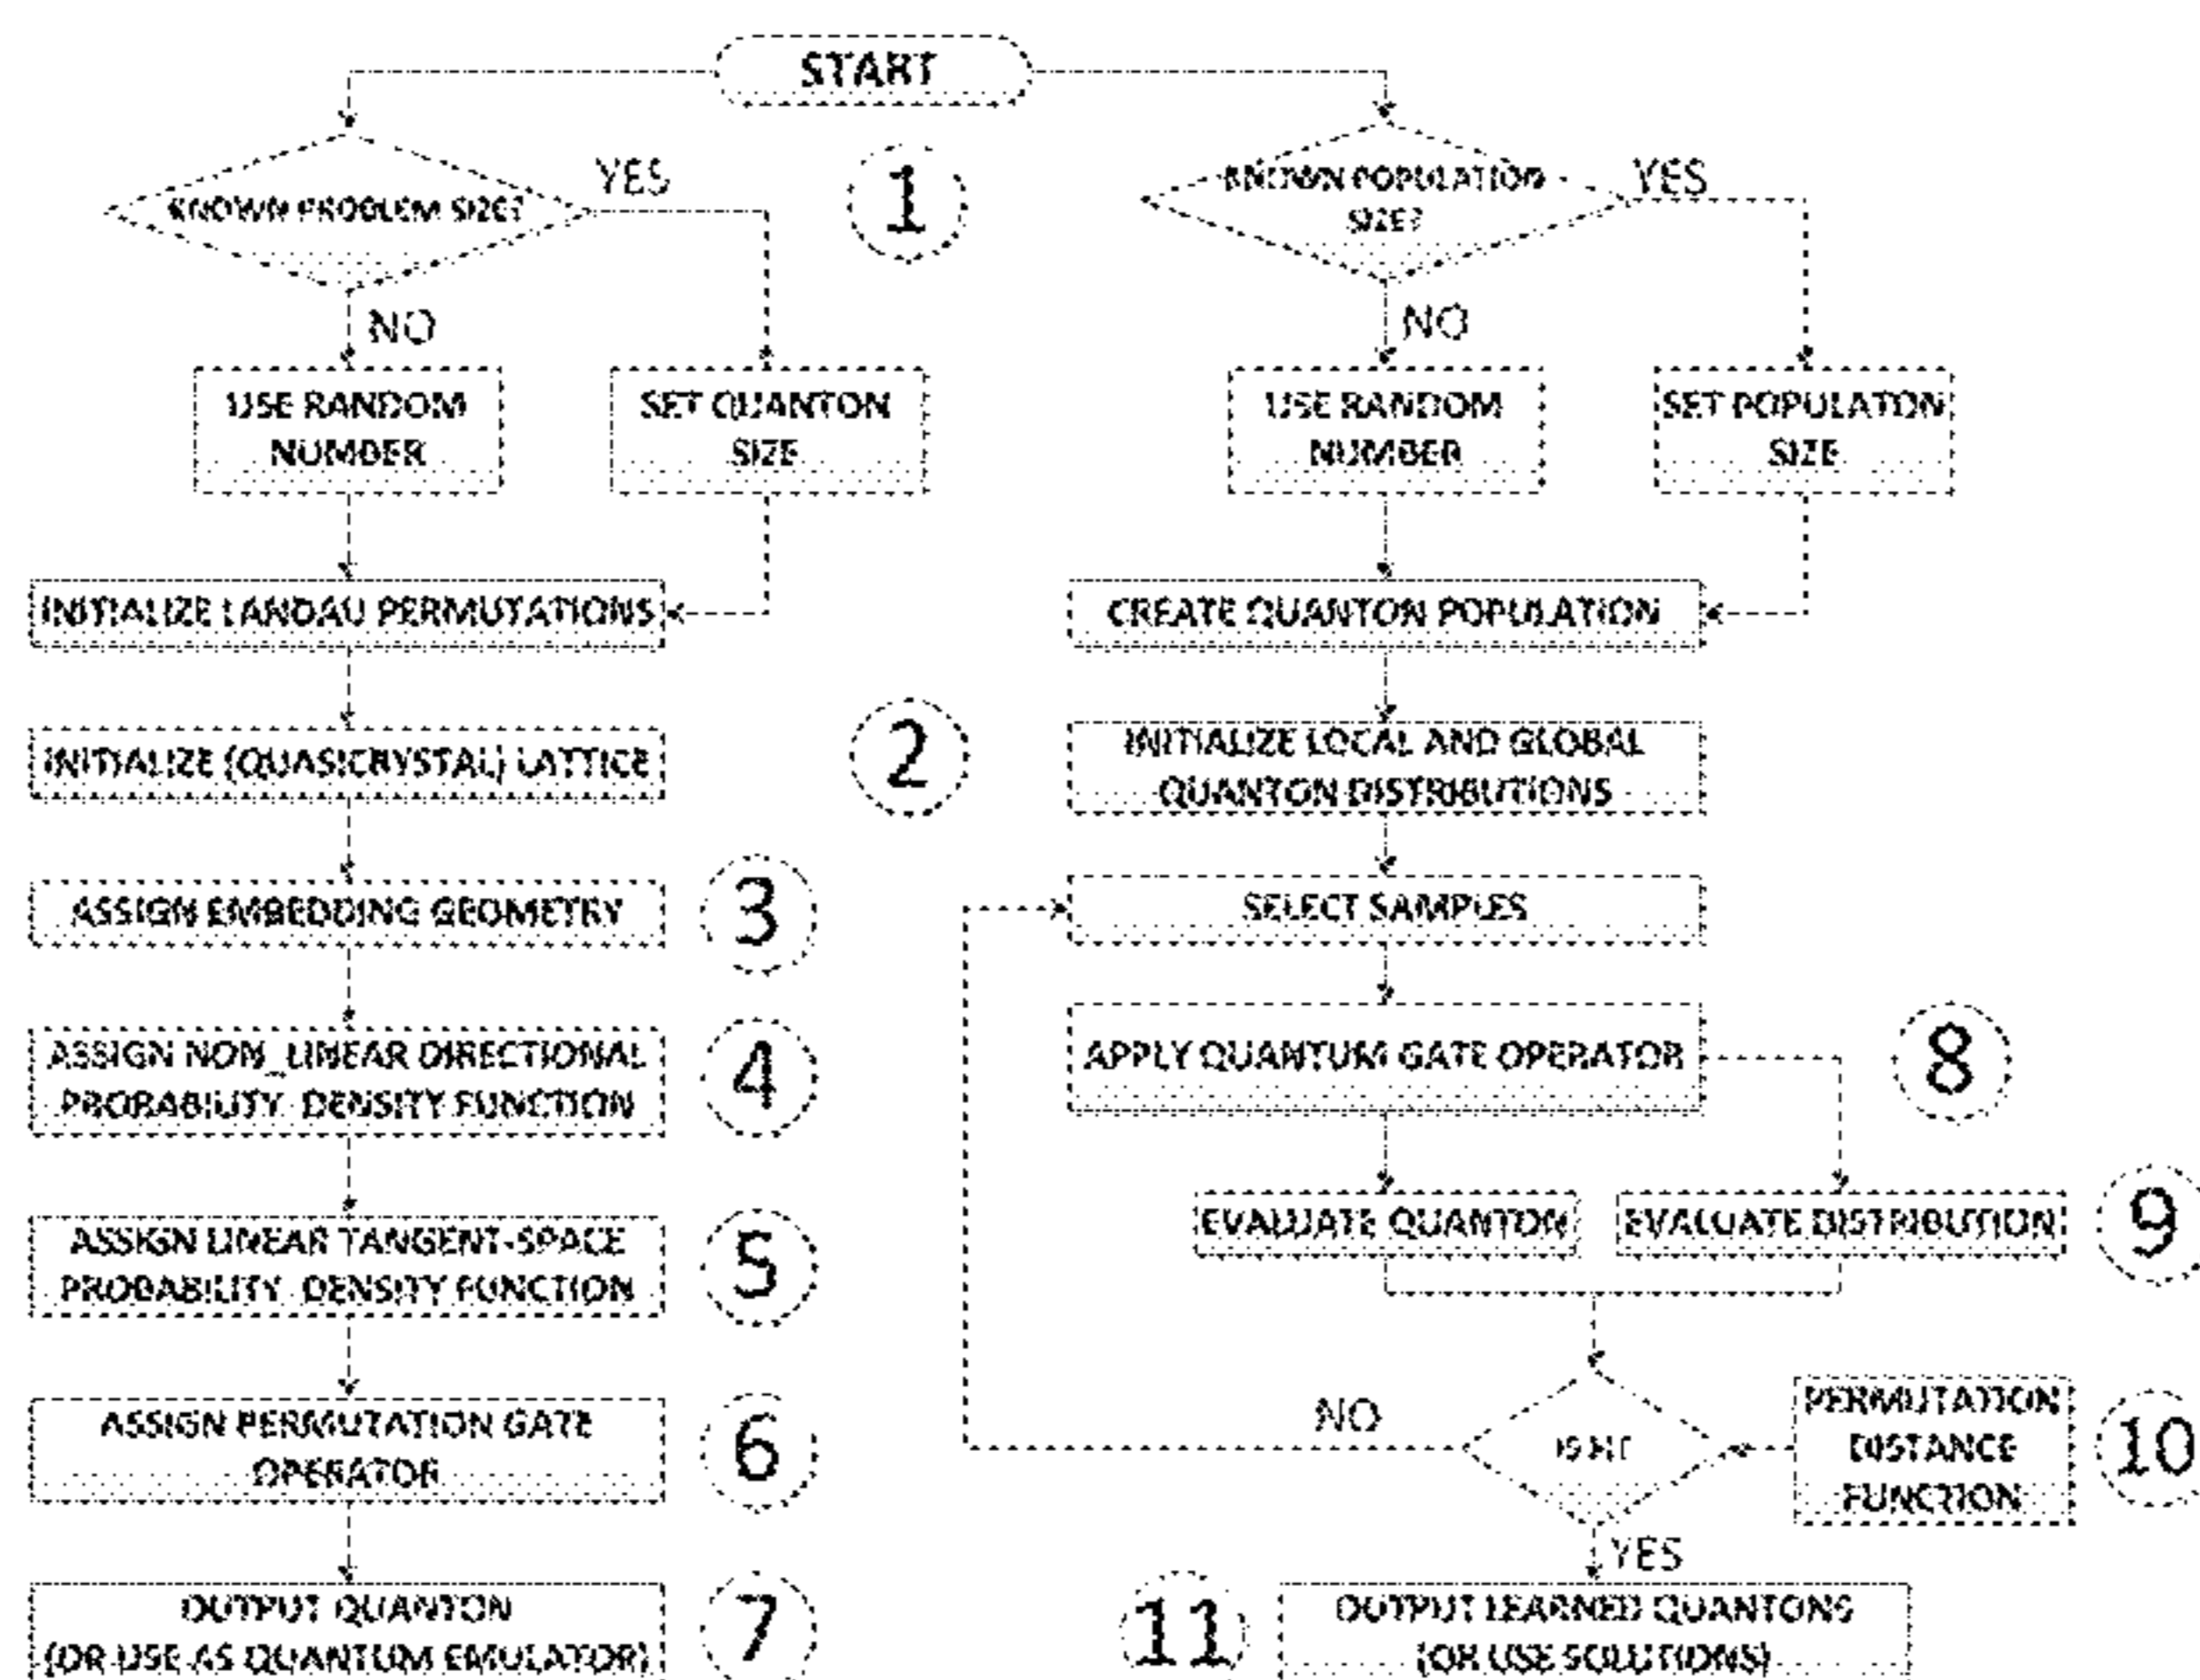 START
KNOWN PROBLEM SIZE?
YES
NO
USE RANDOM
NUMBER
SET QUANTON
SIZE
INITIALIZE LANDAU PERMUTATIONS
INITIALIZE (QUASICRYSTAL) LATTICE
ASSIGN EMBEDDING GEOMETRY
ASSIGN NON_LINEAR DIRECTIONAL
PROBABILITY DENSITY FUNCTION
ASSIGN LINEAR TANGENT-SPACE
PROBABILITY DENSITY FUNCTION
ASSIGN PERMUTATION GATE
OPERATOR
OUTPUT QUANTON
(OR USE AS QUANTUM EMULATOR)
1
2
3
4
5
6
7
KNOWN POPULATION
SIZE?
YES
NO
USE RANDOM
NUMBER
SET POPULATON
SIZE
CREATE QUANTON POPULATION
INITIALIZE LOCAL AND GLOBAL
QUANTON DISTRIBUTIONS
SELECT SAMPLES
APPLY QUANTUM GATE OPERATOR
8
EVALUATE QUANTON
EVALUATE DISTRIBUTION
9
NO
IS
PERMUTATION
DISTANCE
FUNCTION
10
YES
11
OUTPUT LEARNED QUANTONS
(OR USE SOLUTIONS)